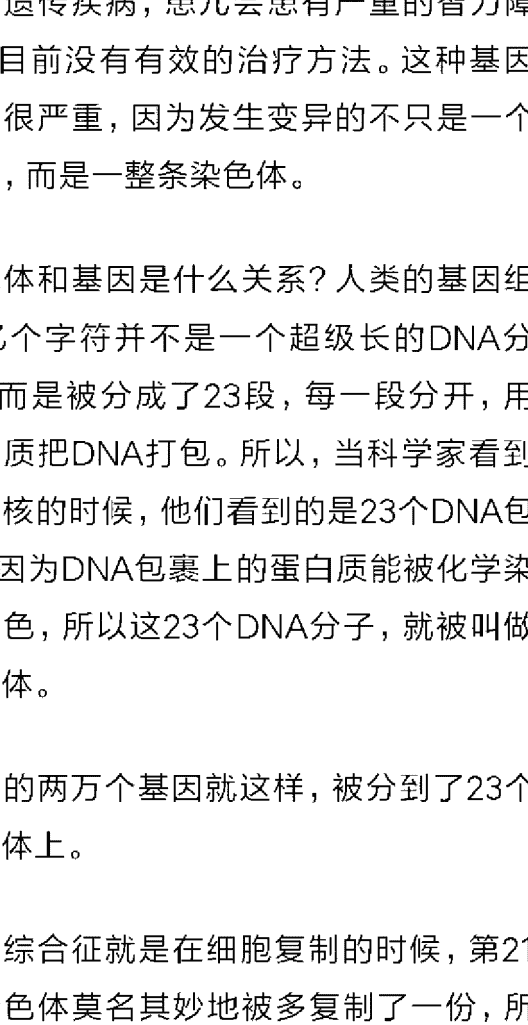 遗传疾病，患儿会患有严重的智力障
目前没有有效的治疗方法。这种基因
很严重，因为发生变异的不只是一个
，而是一整条染色体。
体和基因是什么关系？人类的基因组
亿个字符并不是一个超级长的DNA分
而是被分成了23段，每一段分开，用
质把DNA打包。所以，当科学家看到
核的时候，他们看到的是23个DNA包
因为DNA包裹上的蛋白质能被化学染
色，所以这23个DNA分子，就被叫做
体。
的两万个基因就这样，被分到了23个
体上。
综合征就是在细胞复制的时候，第21
色体莫名其妙地被多复制了一份，所